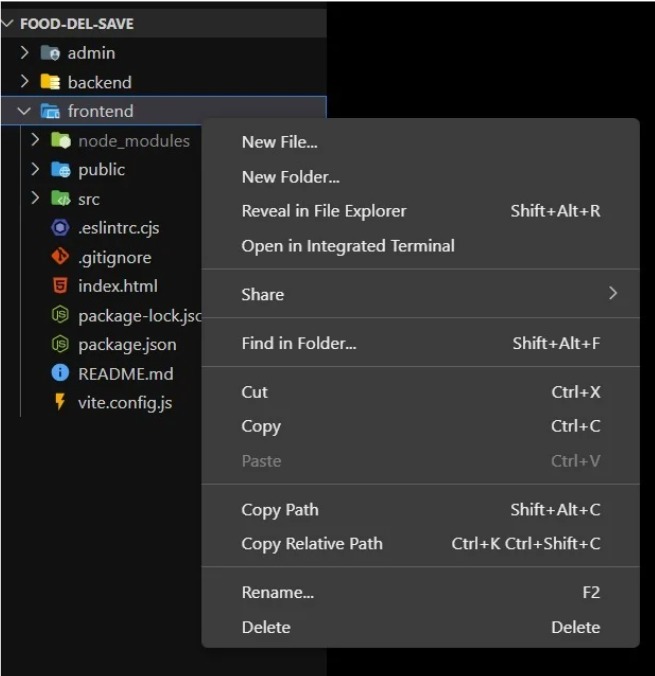 FOOD-DEL-SAVE
admin
backend
frontend
node_modules
public
src
.eslintrc.cjs
.gitignore
index.html
package-lock.jsc
package.json
README.md
vite.config.js
New File...
New Folder...
Reveal in File Explorer Shift+Alt+R
Open in Integrated Terminal
Share
Find in Folder... Shift+Alt+F
Cut Ctrl+X
Copy Ctrl+C
Paste Ctrl+V
Copy Path Shift+Alt+C
Copy Relative Path Ctrl+K Ctrl+Shift+C
Rename... F2
Delete Delete